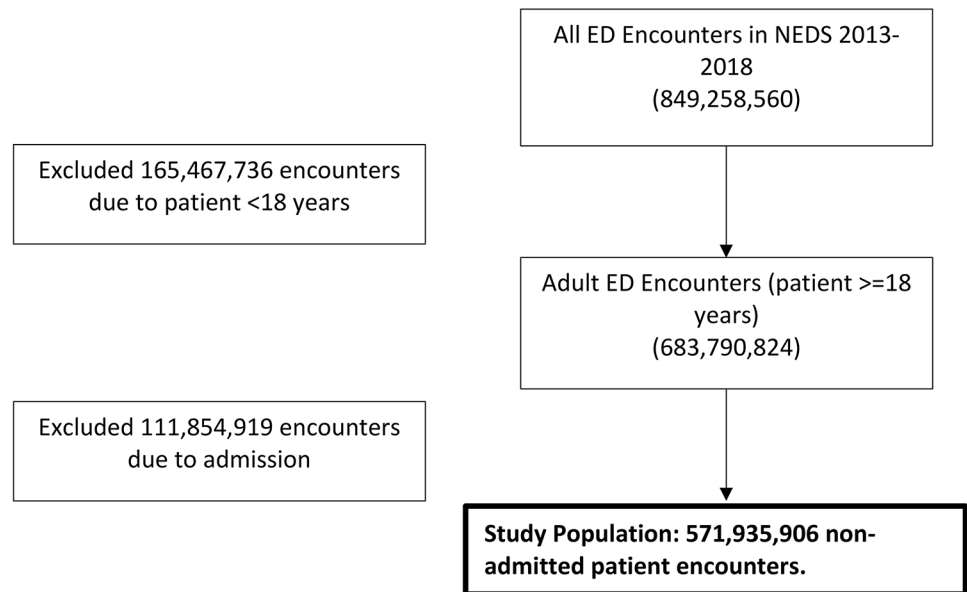 All ED Encounters in NEDS 2013-
2018
(849,258,560)
Excluded 165,467,736 encounters
due to patient <18 years
Adult ED Encounters (patient >=18
years)
(683,790,824)
Excluded 111,854,919 encounters
due to admission
Study Population: 571,935,906 non-
admitted patient encounters.